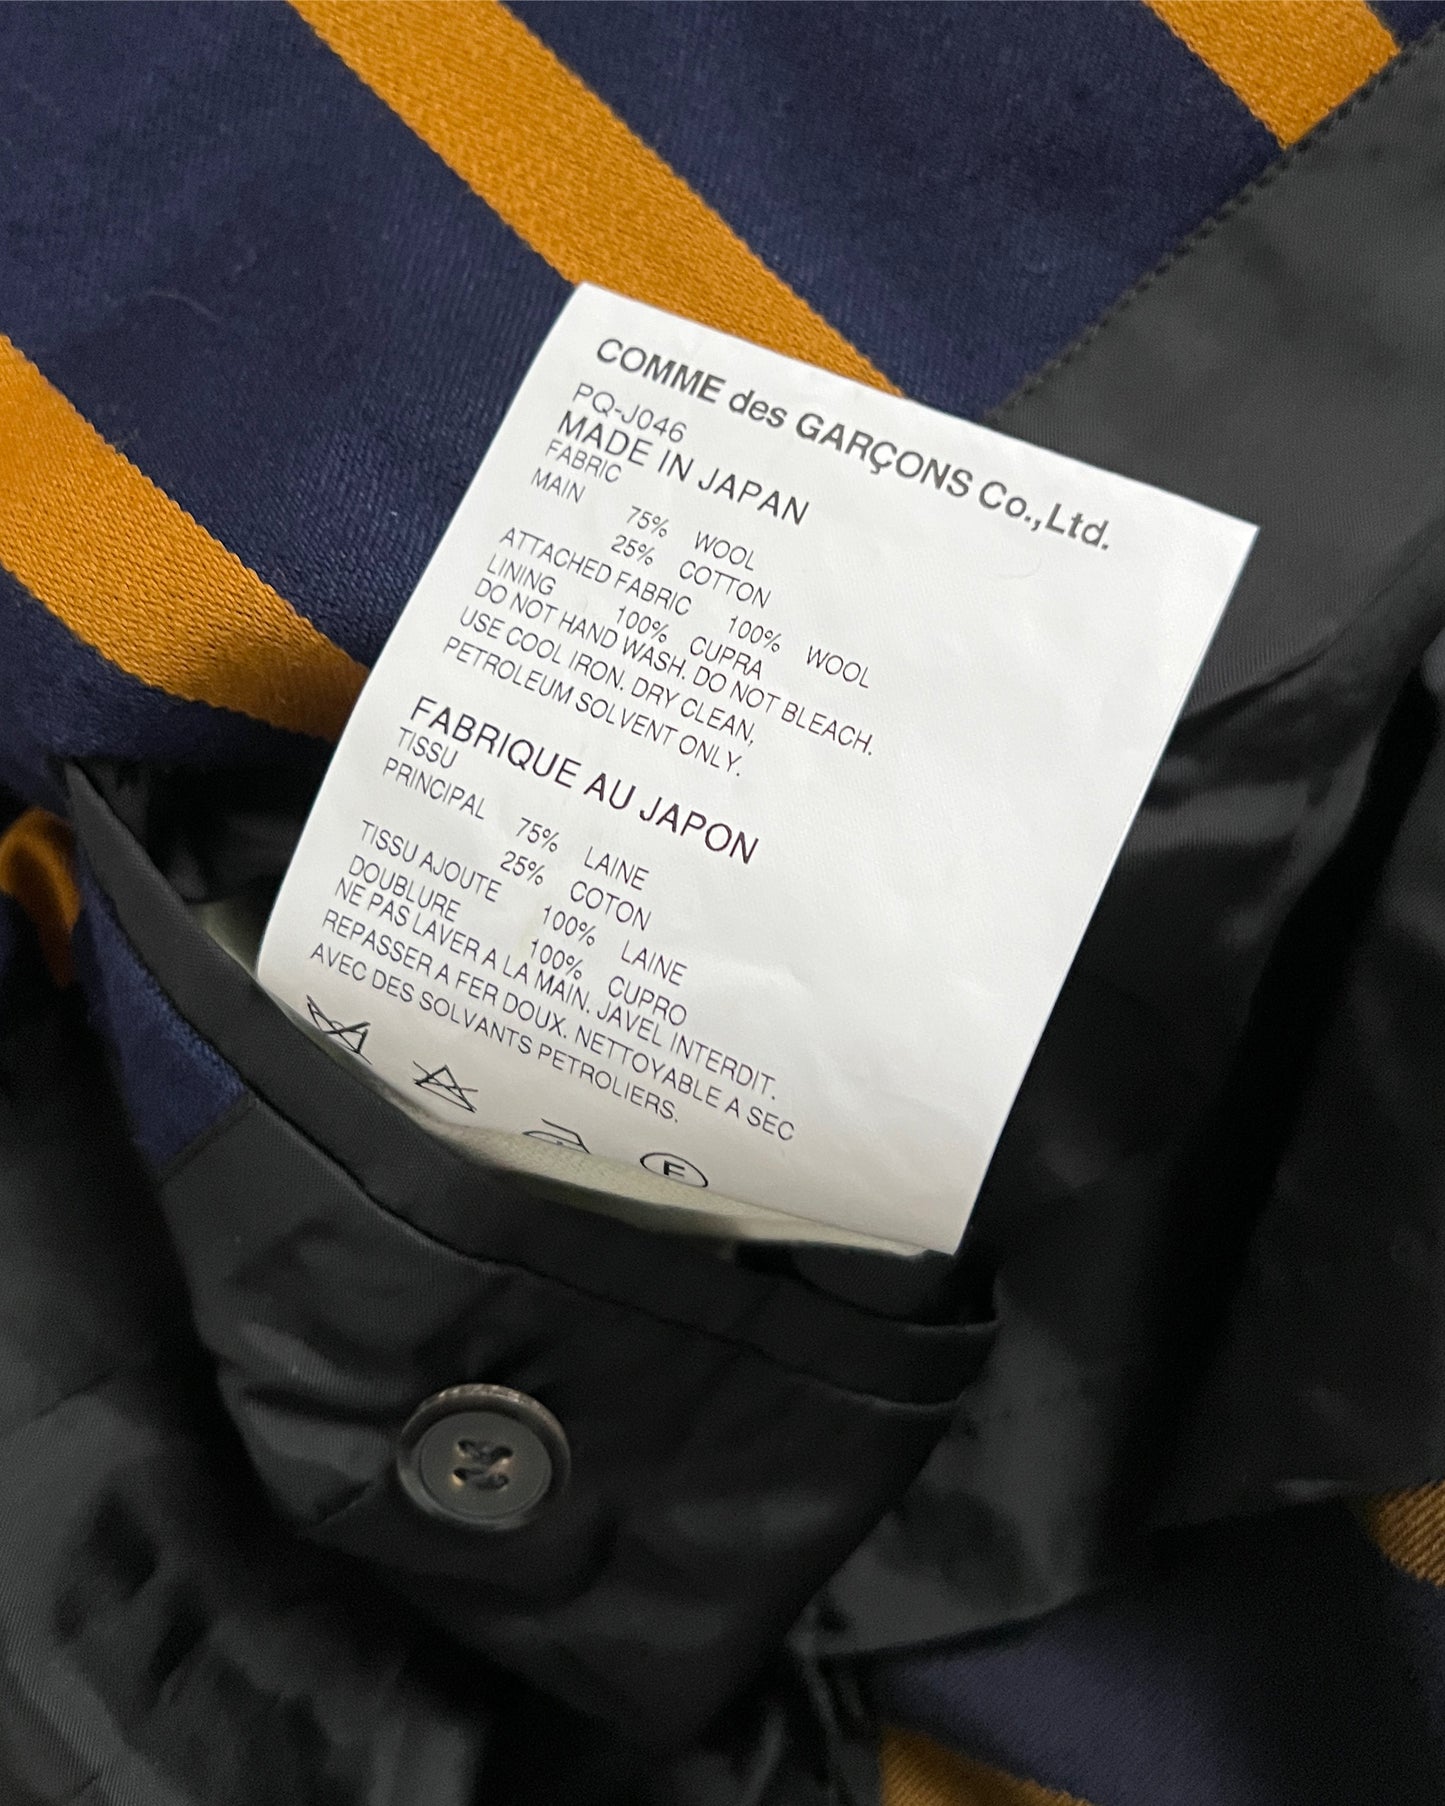 COMME des GARÇONS Co.,Ltd.
PQ-J046
MADE IN JAPAN
FABRIC
MAIN
75% WOOL
25% COTTON
ATTACHED FABRIC 100% WOOL
LINING 100% CUPRA
DO NOT HAND WASH. DO NOT BLEACH.
USE COOL IRON. DRY CLEAN,
PETROLEUM SOLVENT ONLY.
FABRIQUE AU JAPON
TISSU
PRINCIPAL 75% LAINE
25% COTON
TISSU AJOUTE 100% LAINE
DOUBLURE 100% CUPRO
NE PAS LAVER A LA MAIN. JAVEL INTERDIT.
REPASSER A FER DOUX. NETTOYABLE A SEC
AVEC DES SOLVANTS PETROLIERS.
F